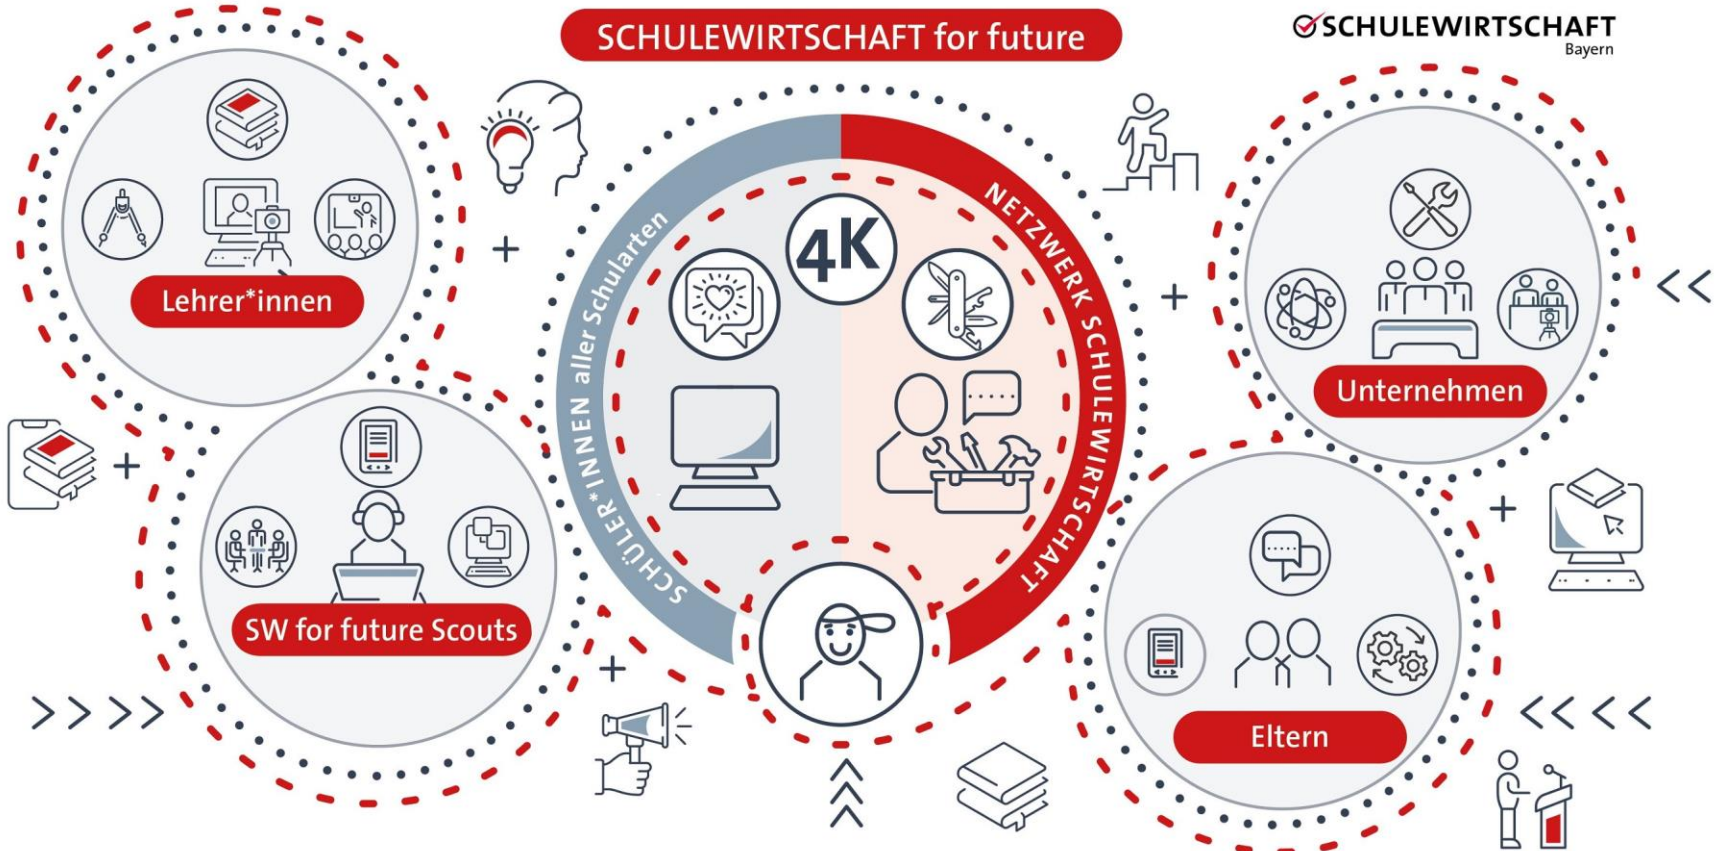 SCHULEWIRTSCHAFT for future
SCHULEWIRTSCHAFT
Bayern
Lehrer*innen
SW for future Scouts
SCHÜLER*INNEN aller Schularten
4K
NETZWERK SCHULEWIRTSCHAFT
Unternehmen
Eltern